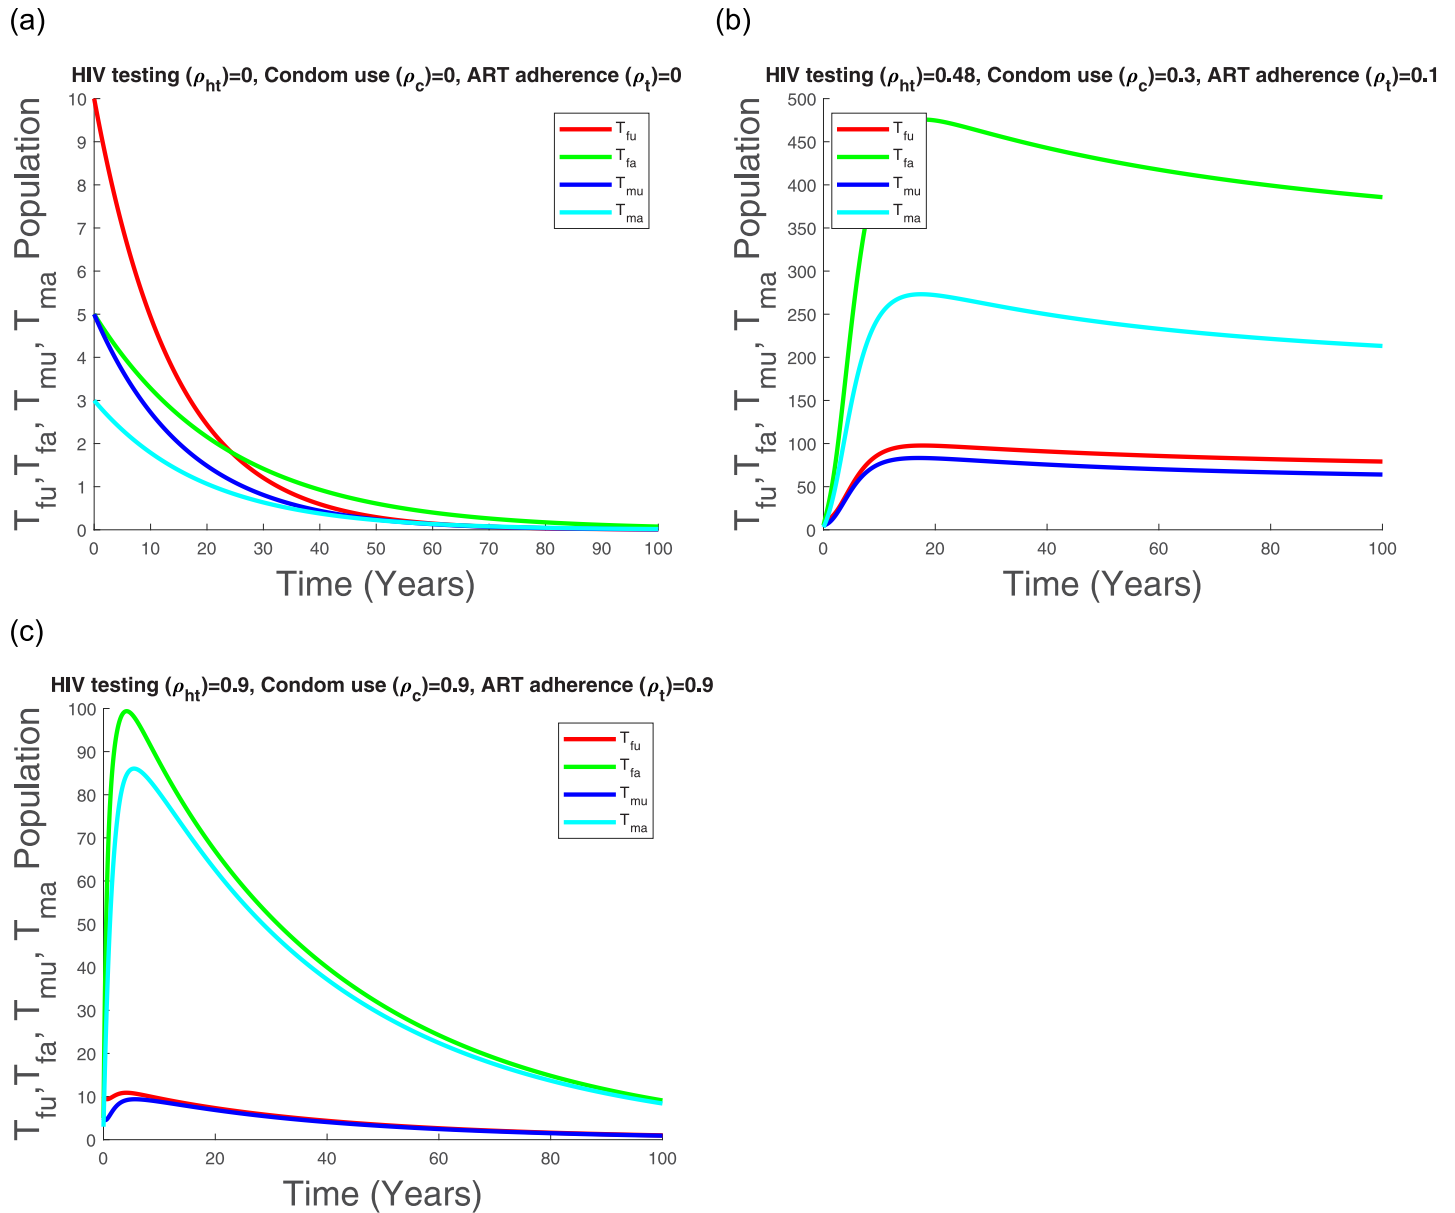 (a)
HIV testing (ρht)=0, Condom use (ρc)=0, ART adherence (ρt)=0
Tfu, Tfa, Tmu, Tma Population
10
9
8
7
6
5
4
3
2
1
0
0 10 20 30 40 50 60 70 80 90 100
Time (Years)
Tfu
Tfa
Tmu
Tma
(b)
HIV testing (ρht)=0.48, Condom use (ρc)=0.3, ART adherence (ρt)=0.1
Tfu, Tfa, Tmu, Tma Population
500
450
400
350
300
250
200
150
100
50
0
0 20 40 60 80 100
Time (Years)
Tfu
Tfa
Tmu
Tma
(c)
HIV testing (ρht)=0.9, Condom use (ρc)=0.9, ART adherence (ρt)=0.9
Tfu, Tfa, Tmu, Tma Population
100
90
80
70
60
50
40
30
20
10
0
0 20 40 60 80 100
Time (Years)
Tfu
Tfa
Tmu
Tma